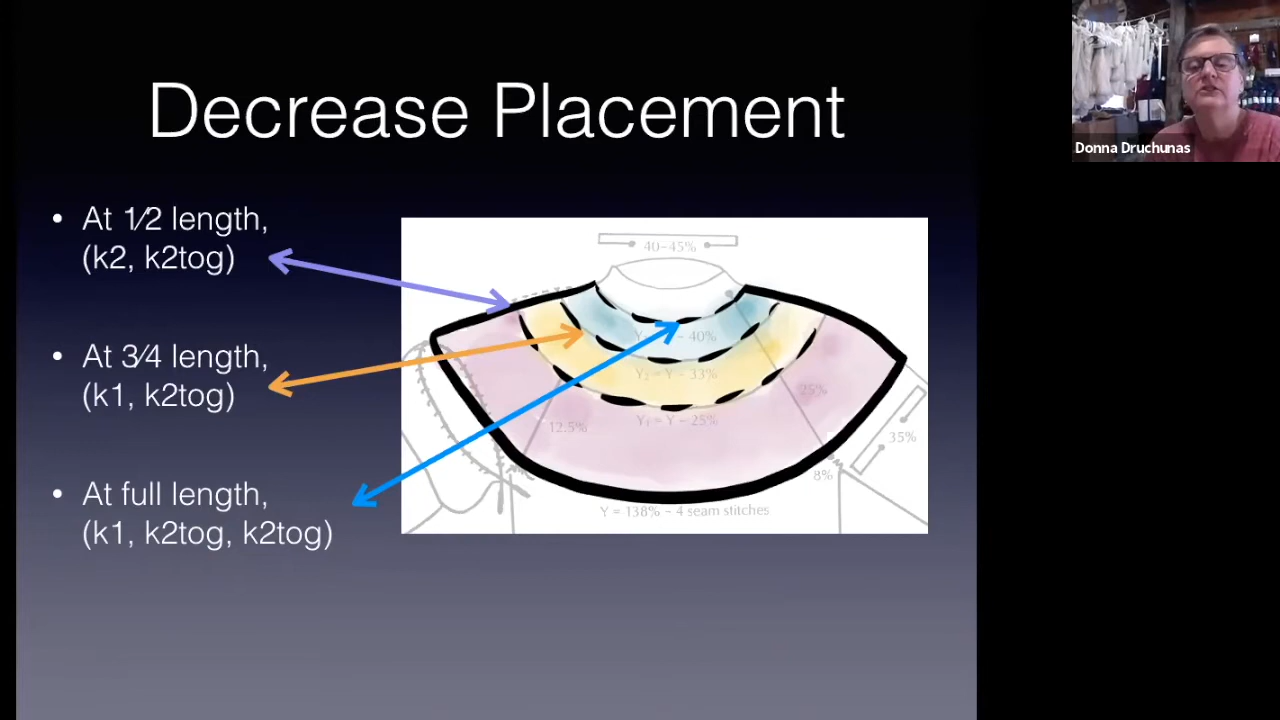 Decrease Placement
• At 1/2 length,
(k2, k2tog)
• At 3/4 length,
(k1, k2tog)
• At full length,
(k1, k2tog, k2tog)
40–45%
– 40%
Y₂ = Y – 33%
Y₁ = Y – 25%
12.5%
25%
35%
8%
Y = 138% ~ 4 seam stitches
Donna Druchunas